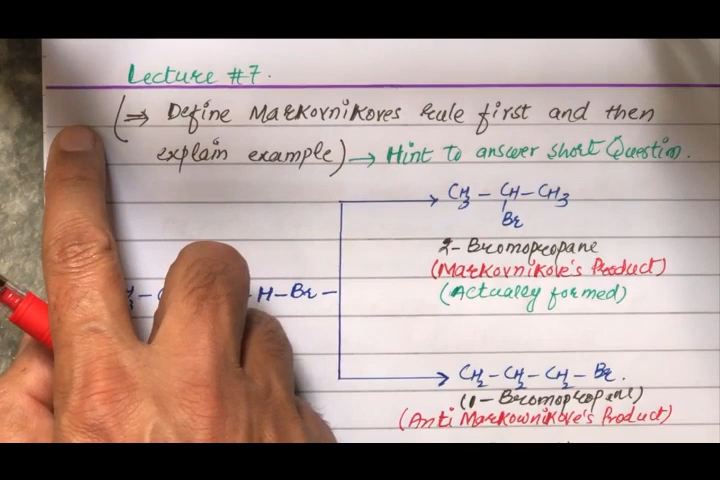 Lecture #7.
(⇒ Define Markovnikoves Rule first and then
explain example) → Hint to answer short Question.
CH3 – CH – CH3
Br
2-Bromopropane
(Markovnikove's Product)
(Actually formed)
H–Br –
CH2 – CH2 – CH2 – Br.
(1-Bromopropane)
(Anti Markownikove's Product)